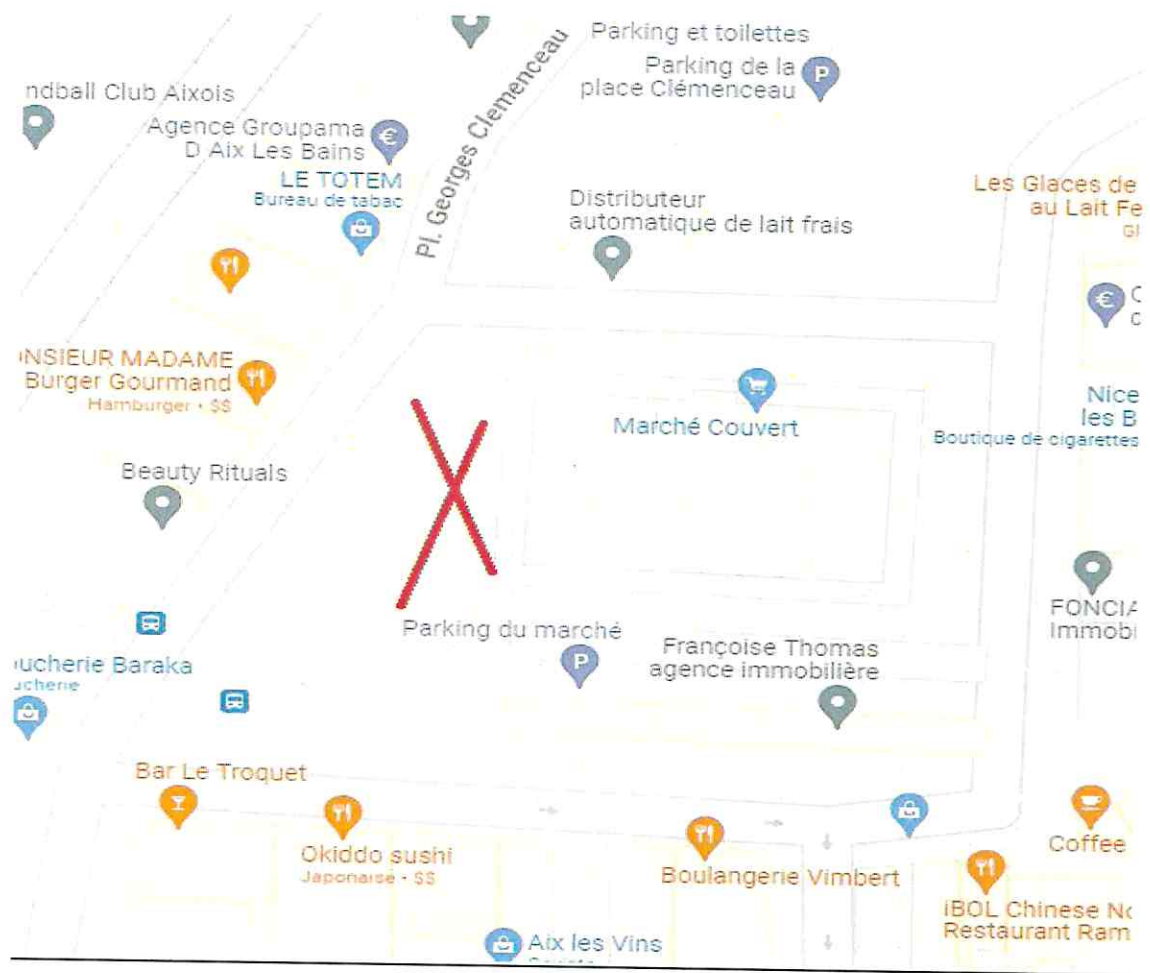 Parking et toilettes
Parking de la
place Clémenceau
Pl. Georges Clemenceau
ndball Club Aixois
Agence Groupama
D Aix Les Bains
LE TOTEM
Bureau de tabac
Distributeur
automatique de lait frais
Les Glaces de
au Lait Fe
Gl
NSIEUR MADAME
Burger Gourmand
Hamburger • $$
Marché Couvert
Nice
les B
Boutique de cigarettes
Beauty Rituals
FONCIA
Immobi
Parking du marché
Françoise Thomas
agence immobilière
ucherie Baraka
ucherie
Bar Le Troquet
Okiddo sushi
Japonaise • $$
Boulangerie Vimbert
Coffee
iBOL Chinese No
Restaurant Ram
Aix les Vins